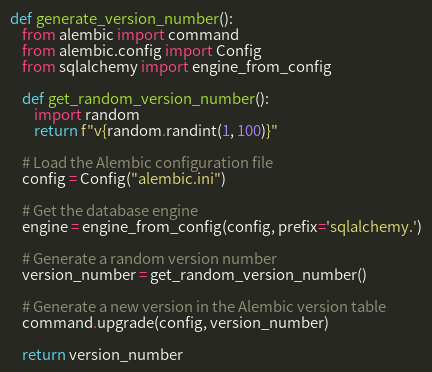 def generate_version_number():
from alembic import command
from alembic.config import Config
from sqlalchemy import engine_from_config
def get_random_version_number():
import random
return f"v{random.randint(1, 100)}"
# Load the Alembic configuration file
config = Config("alembic.ini")
# Get the database engine
engine = engine_from_config(config, prefix='sqlalchemy.')
# Generate a random version number
version_number = get_random_version_number()
# Generate a new version in the Alembic version table
command.upgrade(config, version_number)
return version_number